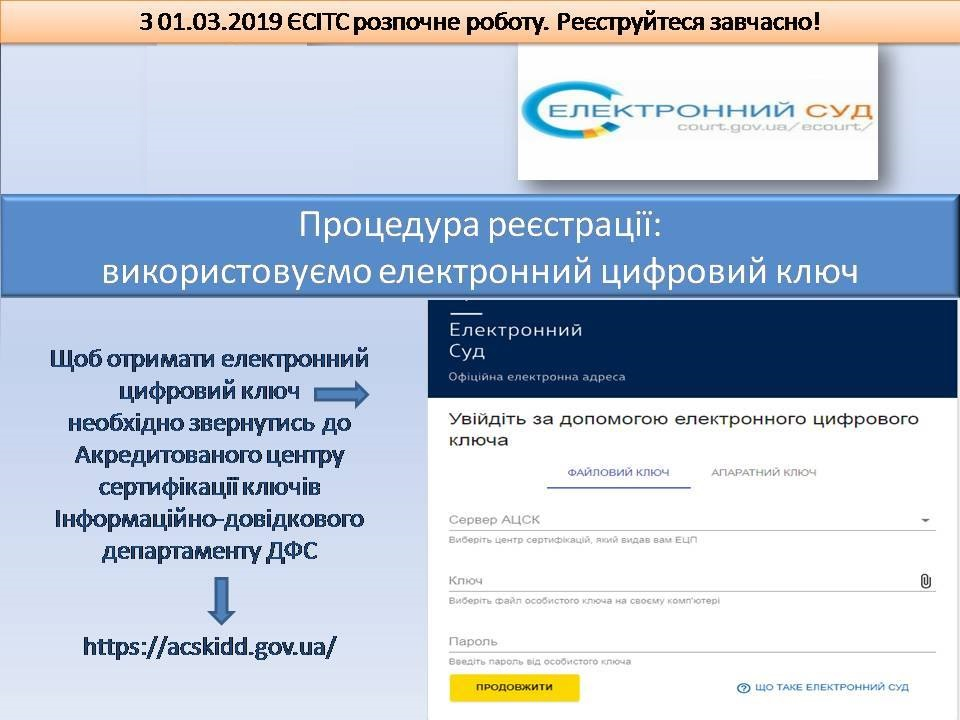 З 01.03.2019 ЄСІТС розпочне роботу. Реєструйтеся завчасно!
ЕЛЕКТРОННИЙ СУД
court.gov.ua/ecourt/
Процедура реєстрації:
використовуємо електронний цифровий ключ
Щоб отримати електронний
цифровий ключ
необхідно звернутись до
Акредитованого центру
сертифікації ключів
Інформаційно-довідкового
департаменту ДФС
https://acskidd.gov.ua/
Електронний
Суд
Офіційна електронна адреса
Увійдіть за допомогою електронного цифрового
ключа
ФАЙЛОВИЙ КЛЮЧ АПАРАТНИЙ КЛЮЧ
Сервер АЦСК
Виберіть центр сертифікацій, який видав вам ЕЦП
Ключ
Виберіть файл особистого ключа на своєму комп'ютері
Пароль
Введіть пароль від особистого ключа
ПРОДОВЖИТИ
ЩО ТАКЕ ЕЛЕКТРОННИЙ СУД